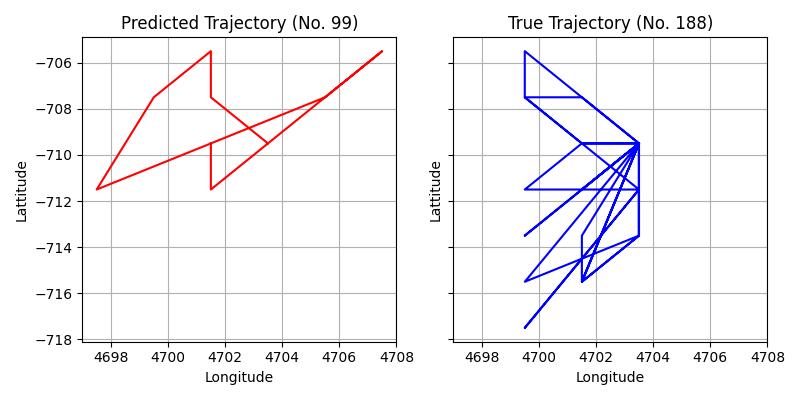 Predicted Trajectory (No. 99)
True Trajectory (No. 188)
−706
−708
−710
−712
−714
−716
−718
Lattitude
Lattitude
4698 4700 4702 4704 4706 4708
4698 4700 4702 4704 4706 4708
Longitude
Longitude